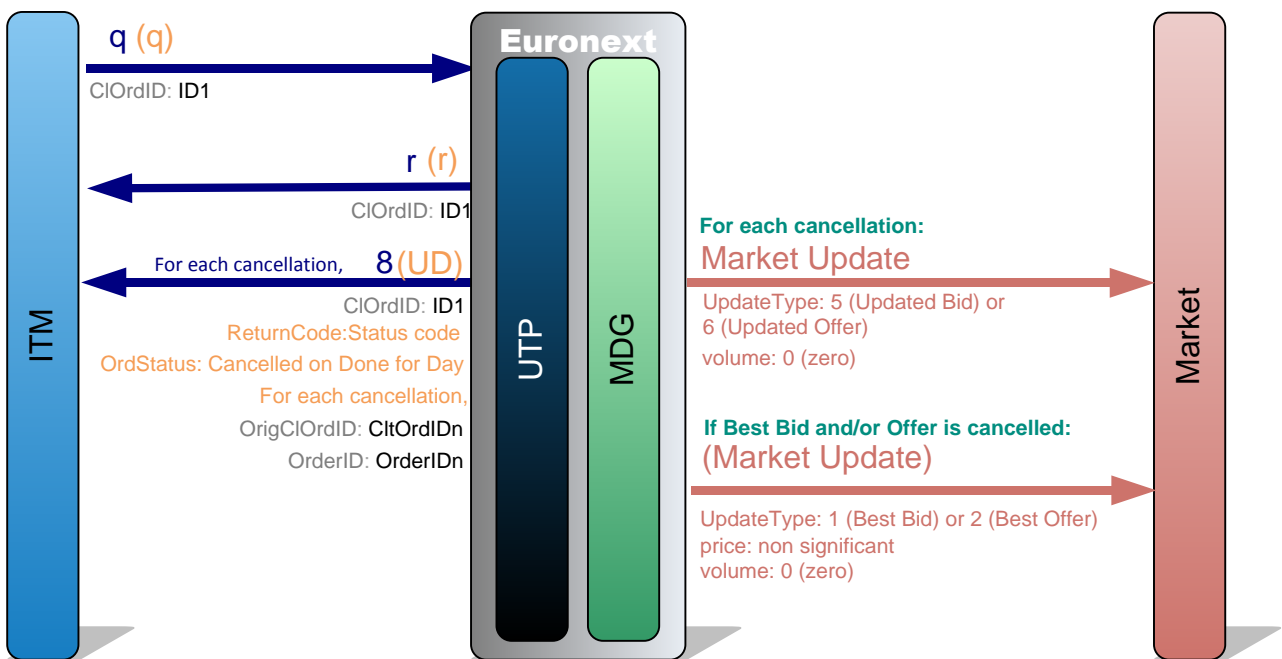 q (q)
ClOrdID: ID1
r (r)
ClOrdID: ID1
For each cancellation, 8(UD)
ClOrdID: ID1
ReturnCode:Status code
OrdStatus: Cancelled on Done for Day
For each cancellation,
OrigClOrdID: CltOrdIDn
OrderID: OrderIDn
ITM
Euronext
UTP
MDG
For each cancellation:
Market Update
UpdateType: 5 (Updated Bid) or
6 (Updated Offer)
volume: 0 (zero)
If Best Bid and/or Offer is cancelled:
(Market Update)
UpdateType: 1 (Best Bid) or 2 (Best Offer)
price: non significant
volume: 0 (zero)
Market